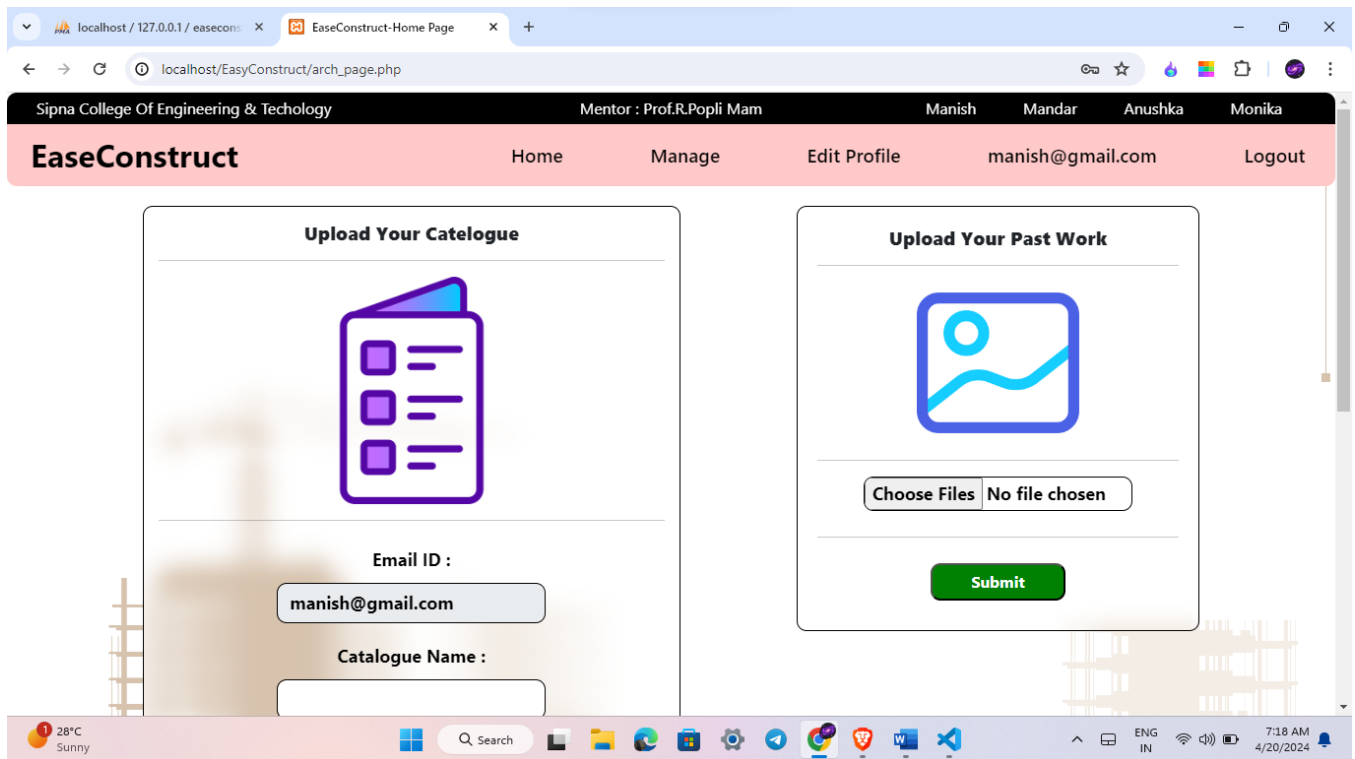 localhost / 127.0.0.1 / easecons
EaseConstruct-Home Page
localhost/EasyConstruct/arch_page.php
Sipna College Of Engineering & Techology Mentor : Prof.R.Popli Mam Manish Mandar Anushka Monika
EaseConstruct Home Manage Edit Profile manish@gmail.com Logout
Upload Your Catelogue
Email ID :
manish@gmail.com
Catalogue Name :
Upload Your Past Work
Choose Files No file chosen
Submit
1
28°C
Sunny
Search
ENG
IN
7:18 AM
4/20/2024